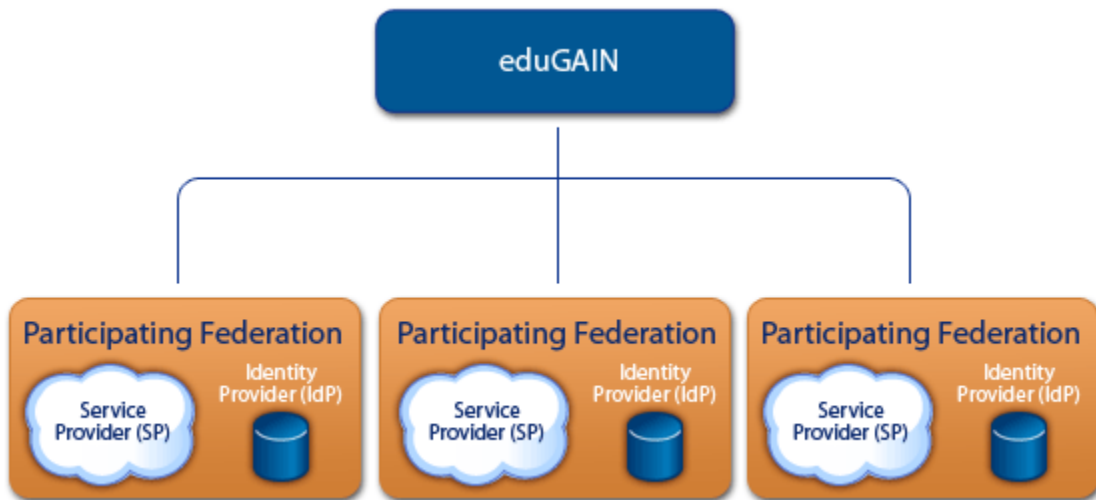 eduGAIN
Participating Federation
Service
Provider (SP)
Identity
Provider (IdP)
Participating Federation
Service
Provider (SP)
Identity
Provider (IdP)
Participating Federation
Service
Provider (SP)
Identity
Provider (IdP)